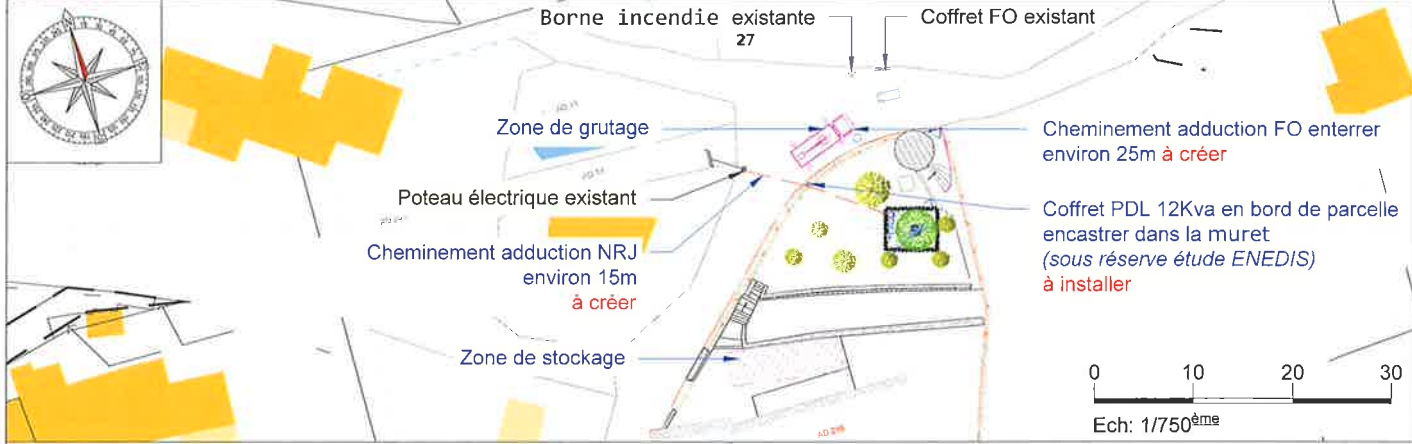 Borne incendie existante
27
Coffret FO existant
Zone de grutage
Cheminement adduction FO enterrer
environ 25m à créer
Poteau électrique existant
Coffret PDL 12Kva en bord de parcelle
encastrer dans la muret
(sous réserve étude ENEDIS)
à installer
Cheminement adduction NRJ
environ 15m
à créer
Zone de stockage
0 10 20 30
Ech: 1/750ème